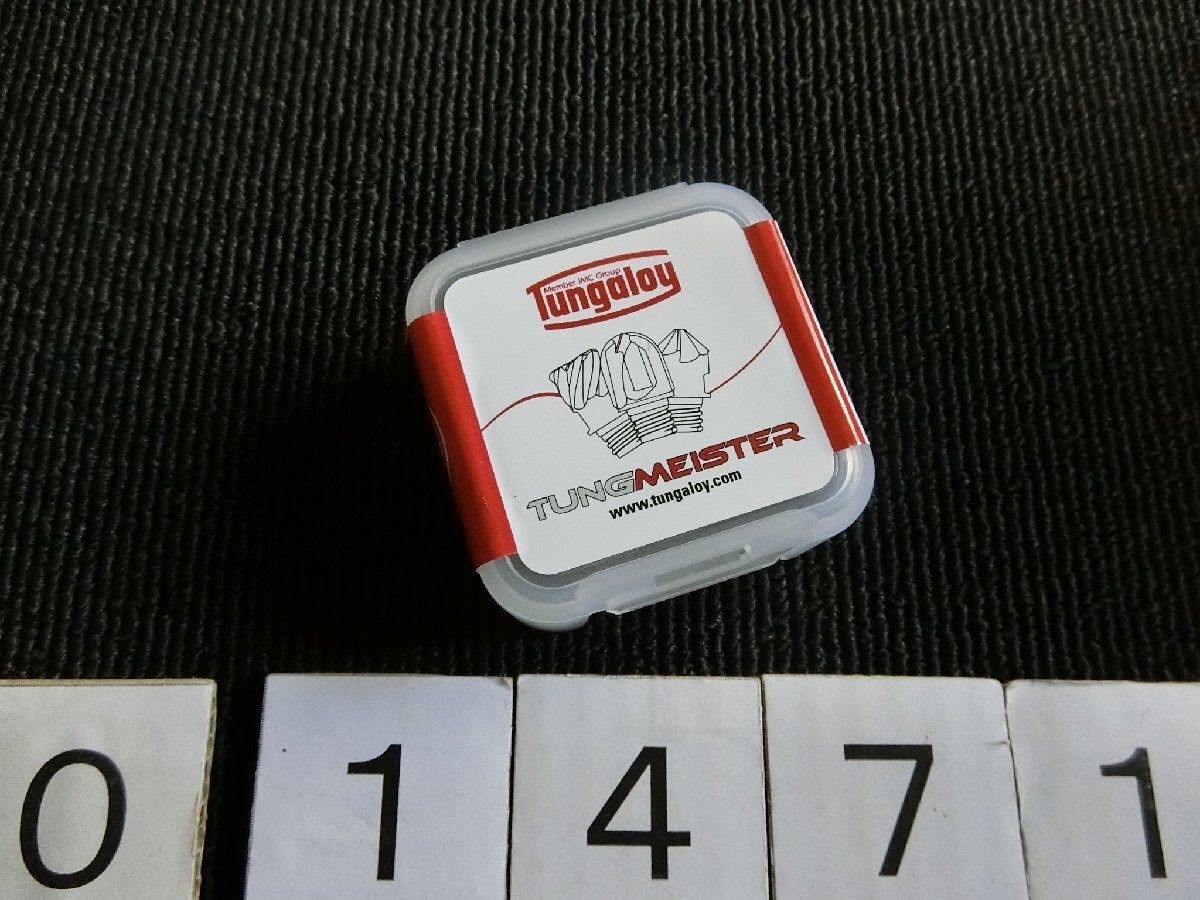 Member IMC Group
Tungaloy
TUNGMEISTER
www.tungaloy.com
0 1 4 7 1